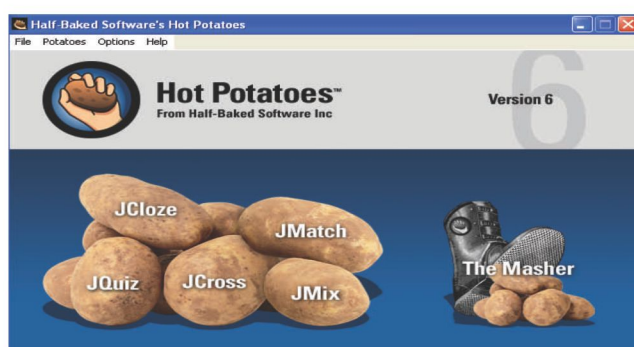 Half-Baked Software's Hot Potatoes
File Potatoes Options Help
Hot Potatoes™
From Half-Baked Software Inc
6
Version 6
JCloze
JMatch
JQuiz
JCross
JMix
The Masher